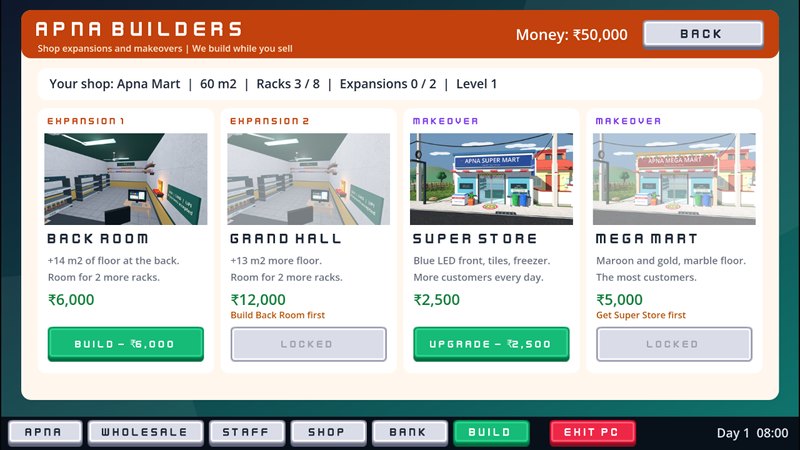 APNA BUILDERS
Shop expansions and makeovers | We build while you sell
Money: ₹50,000
BACK
Your shop: Apna Mart | 60 m2 | Racks 3 / 8 | Expansions 0 / 2 | Level 1
EXPANSION 1
BACK ROOM
+14 m2 of floor at the back.
Room for 2 more racks.
₹6,000
BUILD - ₹6,000
EXPANSION 2
GRAND HALL
+13 m2 more floor.
Room for 2 more racks.
₹12,000
Build Back Room first
LOCKED
MAKEOVER
APNA SUPER MART
SUPER STORE
Blue LED front, tiles, freezer.
More customers every day.
₹2,500
UPGRADE - ₹2,500
MAKEOVER
APNA MEGA MART
MEGA MART
Maroon and gold, marble floor.
The most customers.
₹5,000
Get Super Store first
LOCKED
APNA
WHOLESALE
STAFF
SHOP
BANK
BUILD
EXIT PC
Day 1 08:00